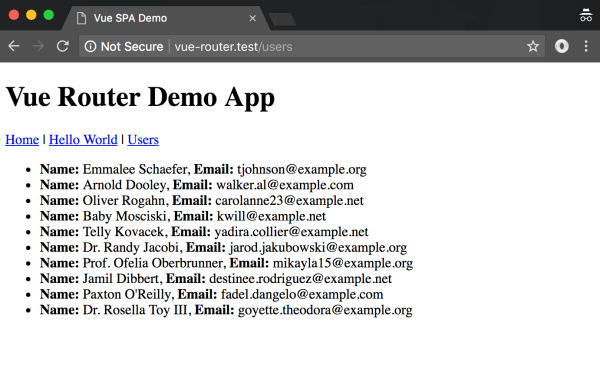 Vue SPA Demo
Not Secure | vue-router.test/users
Vue Router Demo App
Home | Hello World | Users
• Name: Emmalee Schaefer, Email: tjohnson@example.org
• Name: Arnold Dooley, Email: walker.al@example.com
• Name: Oliver Rogahn, Email: carolanne23@example.net
• Name: Baby Mosciski, Email: kwill@example.net
• Name: Telly Kovacek, Email: yadira.collier@example.net
• Name: Dr. Randy Jacobi, Email: jarod.jakubowski@example.org
• Name: Prof. Ofelia Oberbrunner, Email: mikayla15@example.org
• Name: Jamil Dibbert, Email: destinee.rodriguez@example.net
• Name: Paxton O'Reilly, Email: fadel.dangelo@example.com
• Name: Dr. Rosella Toy III, Email: goyette.theodora@example.org